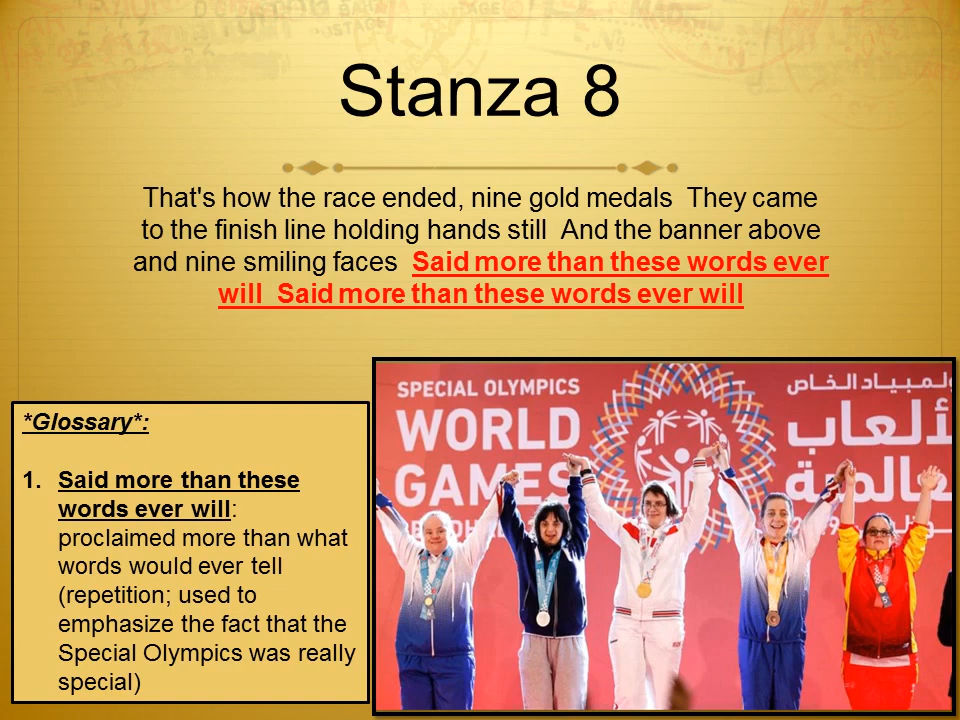 Stanza 8
That's how the race ended, nine gold medals  They came
to the finish line holding hands still  And the banner above
and nine smiling faces  Said more than these words ever
will  Said more than these words ever will
*Glossary*:
1. Said more than these
words ever will:
proclaimed more than what
words would ever tell
(repetition; used to
emphasize the fact that the
Special Olympics was really
special)
SPECIAL OLYMPICS
WORLD
GAMES
الخاص